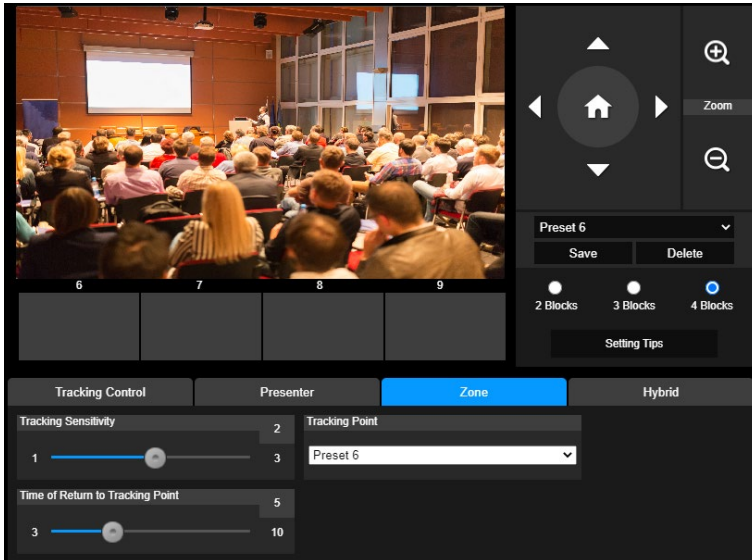 Zoom
Preset 6
Save Delete
6 7 8 9
2 Blocks 3 Blocks 4 Blocks
Setting Tips
Tracking Control Presenter Zone Hybrid
Tracking Sensitivity 2
1 3
Tracking Point
Preset 6
Time of Return to Tracking Point 5
3 10